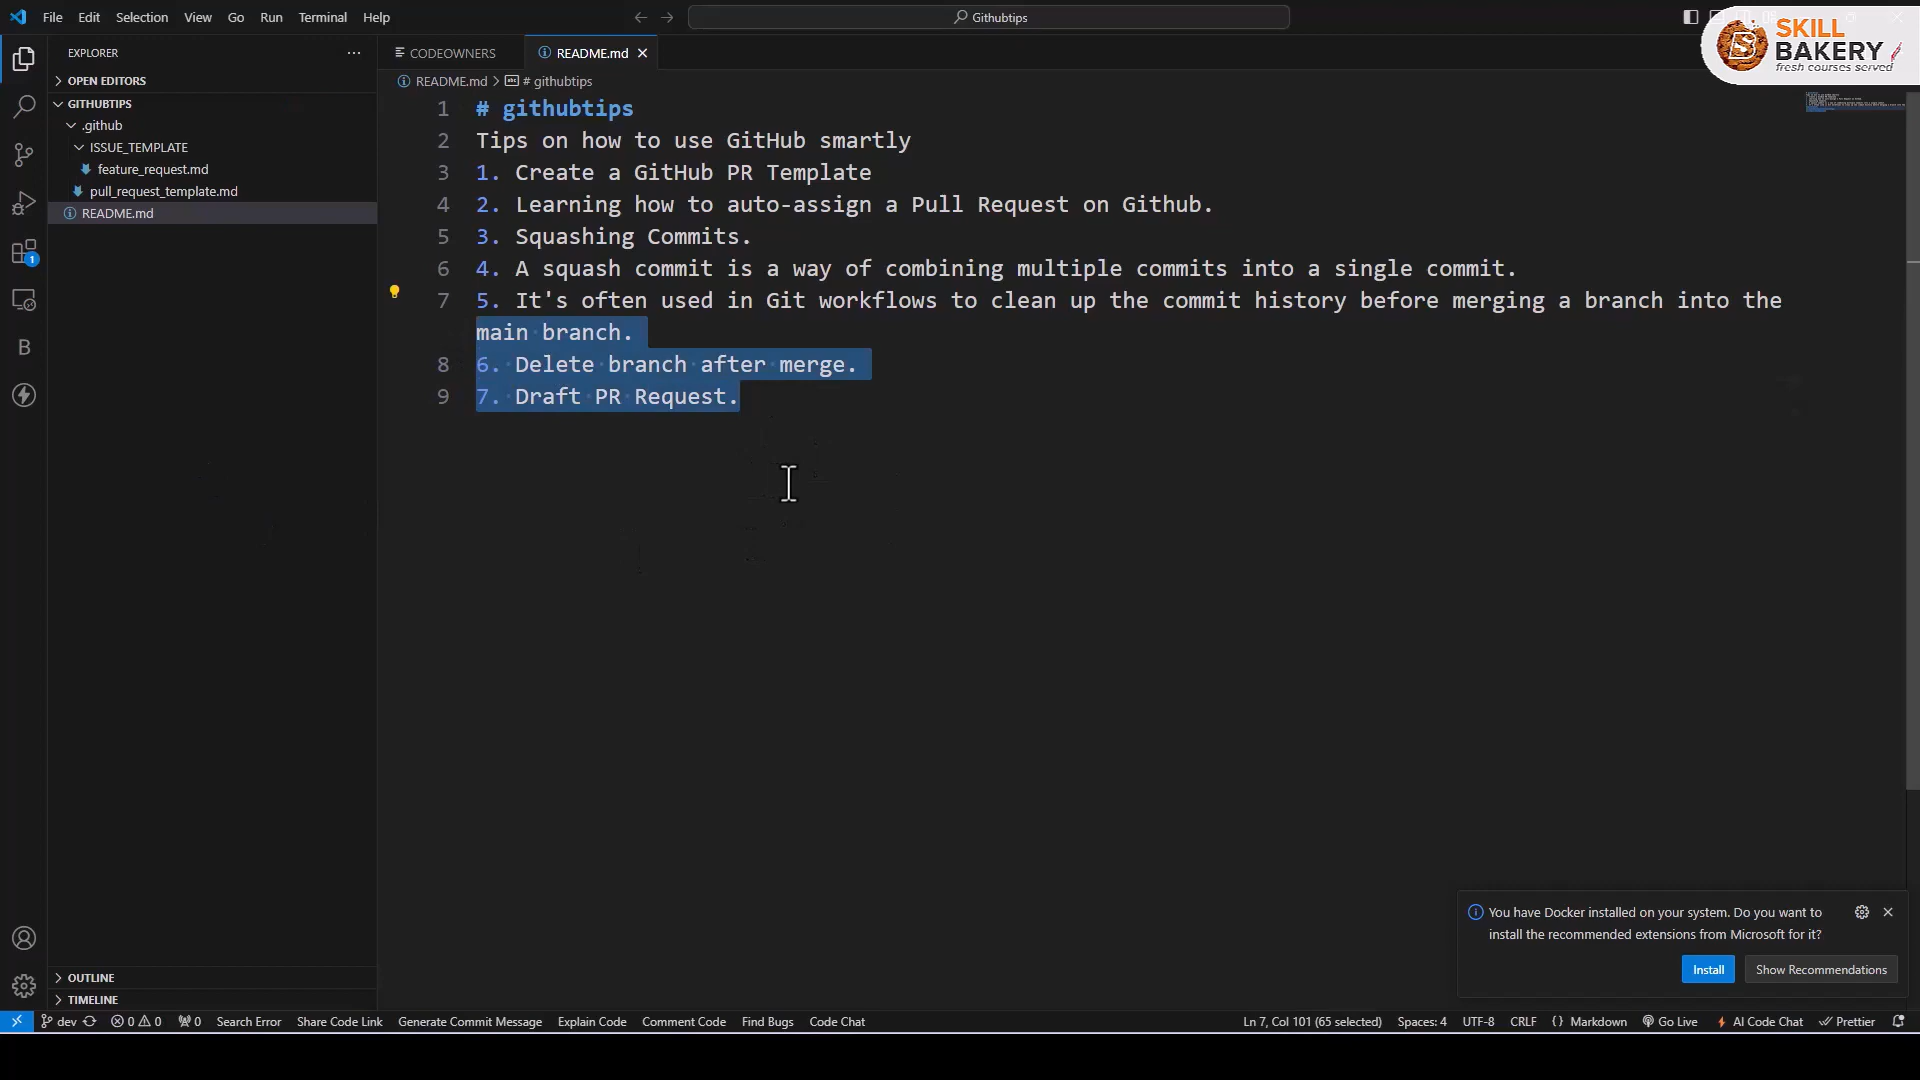 File Edit Selection View Go Run Terminal Help
Githubtips
SKILL
BAKERY
fresh courses served
EXPLORER
OPEN EDITORS
GITHUBTIPS
.github
ISSUE_TEMPLATE
feature_request.md
pull_request_template.md
README.md
CODEOWNERS
README.md
README.md > # githubtips
1 # githubtips
2 Tips on how to use GitHub smartly
3 1. Create a GitHub PR Template
4 2. Learning how to auto-assign a Pull Request on Github.
5 3. Squashing Commits.
6 4. A squash commit is a way of combining multiple commits into a single commit.
7 5. It's often used in Git workflows to clean up the commit history before merging a branch into the
main branch.
8 6. Delete branch after merge.
9 7. Draft PR Request.
1
B
You have Docker installed on your system. Do you want to
install the recommended extensions from Microsoft for it?
Install Show Recommendations
OUTLINE
TIMELINE
dev 0 0 0 Search Error Share Code Link Generate Commit Message Explain Code Comment Code Find Bugs Code Chat Ln 7, Col 101 (65 selected) Spaces: 4 UTF-8 CRLF {} Markdown Go Live AI Code Chat Prettier